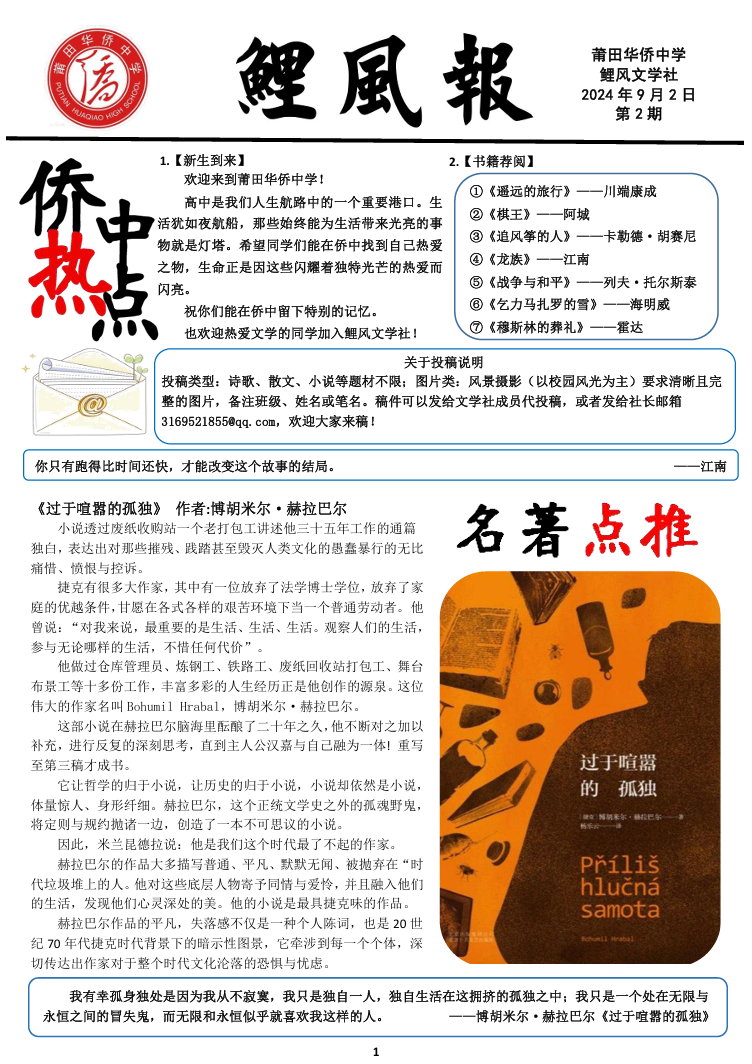 莆田华侨中学
PUTIAN HUAQIAO HIGH SCHOOL
侨
鲤風報
莆田华侨中学
鲤风文学社
2024 年 9 月 2 日
第 2 期
侨中热点
1.【新生到来】
欢迎来到莆田华侨中学!
高中是我们人生航路中的一个重要港口。生
活犹如夜航船，那些始终能为生活带来光亮的事
物就是灯塔。希望同学们能在侨中找到自己热爱
之物，生命正是因这些闪耀着独特光芒的热爱而
闪亮。
祝你们能在侨中留下特别的记忆。
也欢迎热爱文学的同学加入鲤风文学社!
2.【书籍荐阅】
①《遥远的旅行》——川端康成
②《棋王》——阿城
③《追风筝的人》——卡勒德·胡赛尼
④《龙族》——江南
⑤《战争与和平》——列夫·托尔斯泰
⑥《乞力马扎罗的雪》——海明威
⑦《穆斯林的葬礼》——霍达
@
关于投稿说明
投稿类型：诗歌、散文、小说等题材不限；图片类：风景摄影（以校园风光为主）要求清晰且完
整的图片，备注班级、姓名或笔名。稿件可以发给文学社成员代投稿，或者发给社长邮箱
3169521855@qq.com，欢迎大家来稿!
你只有跑得比时间还快，才能改变这个故事的结局。 ——江南
《过于喧嚣的孤独》 作者:博胡米尔·赫拉巴尔
小说透过废纸收购站一个老打包工讲述他三十五年工作的通篇
独白，表达出对那些摧残、践踏甚至毁灭人类文化的愚蠢暴行的无比
痛惜、愤恨与控诉。
捷克有很多大作家，其中有一位放弃了法学博士学位，放弃了家
庭的优越条件，甘愿在各式各样的艰苦环境下当一个普通劳动者。他
曾说：“对我来说，最重要的是生活、生活、生活。观察人们的生活，
参与无论哪样的生活，不惜任何代价”。
他做过仓库管理员、炼钢工、铁路工、废纸回收站打包工、舞台
布景工等十多份工作，丰富多彩的人生经历正是他创作的源泉。这位
伟大的作家名叫 Bohumil Hrabal，博胡米尔·赫拉巴尔。
这部小说在赫拉巴尔脑海里酝酿了二十年之久，他不断对之加以
补充，进行反复的深刻思考，直到主人公汉嘉与自己融为一体! 重写
至第三稿才成书。
它让哲学的归于小说，让历史的归于小说，小说却依然是小说，
体量惊人、身形纤细。赫拉巴尔，这个正统文学史之外的孤魂野鬼，
将定则与规约抛诸一边，创造了一本不可思议的小说。
因此，米兰昆德拉说：他是我们这个时代最了不起的作家。
赫拉巴尔的作品大多描写普通、平凡、默默无闻、被抛弃在“时
代垃圾堆上的人。他对这些底层人物寄予同情与爱怜，并且融入他们
的生活，发现他们心灵深处的美。他的小说是最具捷克味的作品。
赫拉巴尔作品的平凡，失落感不仅是一种个人陈词，也是 20 世
纪 70 年代捷克时代背景下的暗示性图景，它牵涉到每一个个体，深
切传达出作家对于整个时代文化沦落的恐惧与忧虑。
名著点推
过于喧嚣
的 孤独
[捷克] 博胡米尔·赫拉巴尔——著
杨乐云——译
Příliš
hlučná
samota
Bohumil Hrabal
我有幸孤身独处是因为我从不寂寞，我只是独自一人，独自生活在这拥挤的孤独之中；我只是一个处在无限与
永恒之间的冒失鬼，而无限和永恒似乎就喜欢我这样的人。 ——博胡米尔·赫拉巴尔《过于喧嚣的孤独》
1